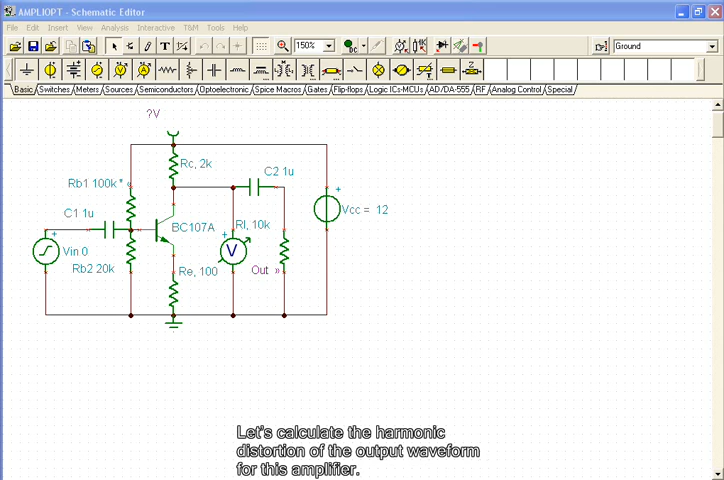 AMPLIOPT - Schematic Editor
File Edit Insert View Analysis Interactive T&M Tools Help
150% DC Ground
Basic Switches Meters Sources Semiconductors Optoelectronic Spice Macros Gates Flip-flops Logic ICs-MCUs AD/DA-555 RF Analog Control Special
?V
Rc, 2k
C2 1u
Rb1 100k*
C1 1u
BC107A
Rl, 10k
Vcc = 12
Vin 0
V
Rb2 20k
Re, 100
Out
Let's calculate the harmonic
distortion of the output waveform
for this amplifier.